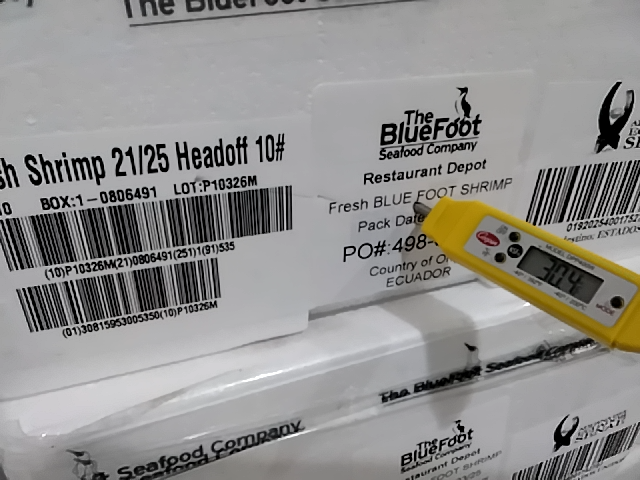 The BlueFoot
sh Shrimp 21/25 Headoff 10#
BOX:1-0806491 LOT:P10326M
(10)P10326M(21)0806491(251)1(91)535
(01)30815953005350(10)P10326M
The
BlueFoot
Seafood Company
Restaurant Depot
Fresh BLUE FOOT SHRIMP
Pack Date
PO#:498-
Country of
ECUADOR
ESTADOS
Cooper
30.4
MODE
Seafood Company
The BlueFoot Seafood Company
The
BlueFoot
Seafood Company
Restaurant Depot
FOOT SHRIMP